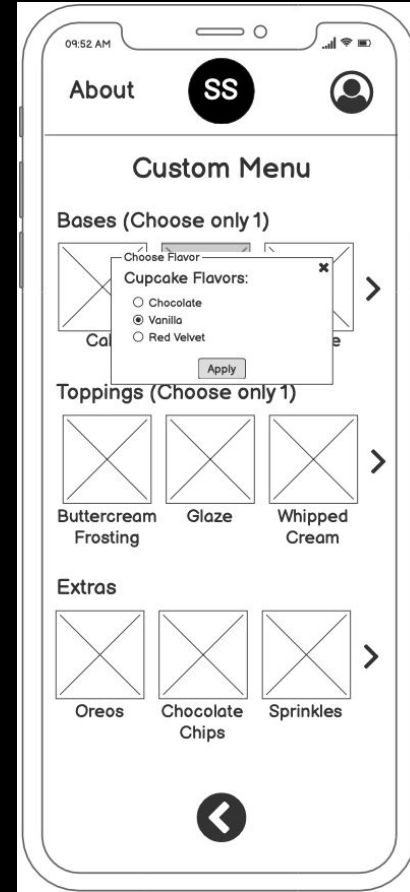 09:52 AM
About
SS
Custom Menu
Bases (Choose only 1)
Choose Flavor
Cupcake Flavors:
Chocolate
Vanilla
Red Velvet
Apply
Toppings (Choose only 1)
Buttercream
Frosting
Glaze
Whipped
Cream
Extras
Oreos
Chocolate
Chips
Sprinkles